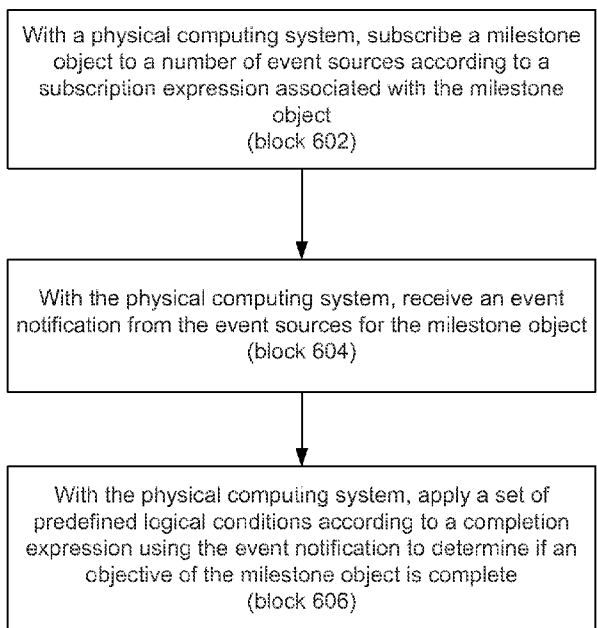 With a physical computing system, subscribe a milestone
object to a number of event sources according to a
subscription expression associated with the milestone
object
(block 602)
With the physical computing system, receive an event
notification from the event sources for the milestone object
(block 604)
With the physical computing system, apply a set of
predefined logical conditions according to a completion
expression using the event notification to determine if an
objective of the milestone object is complete
(block 606)